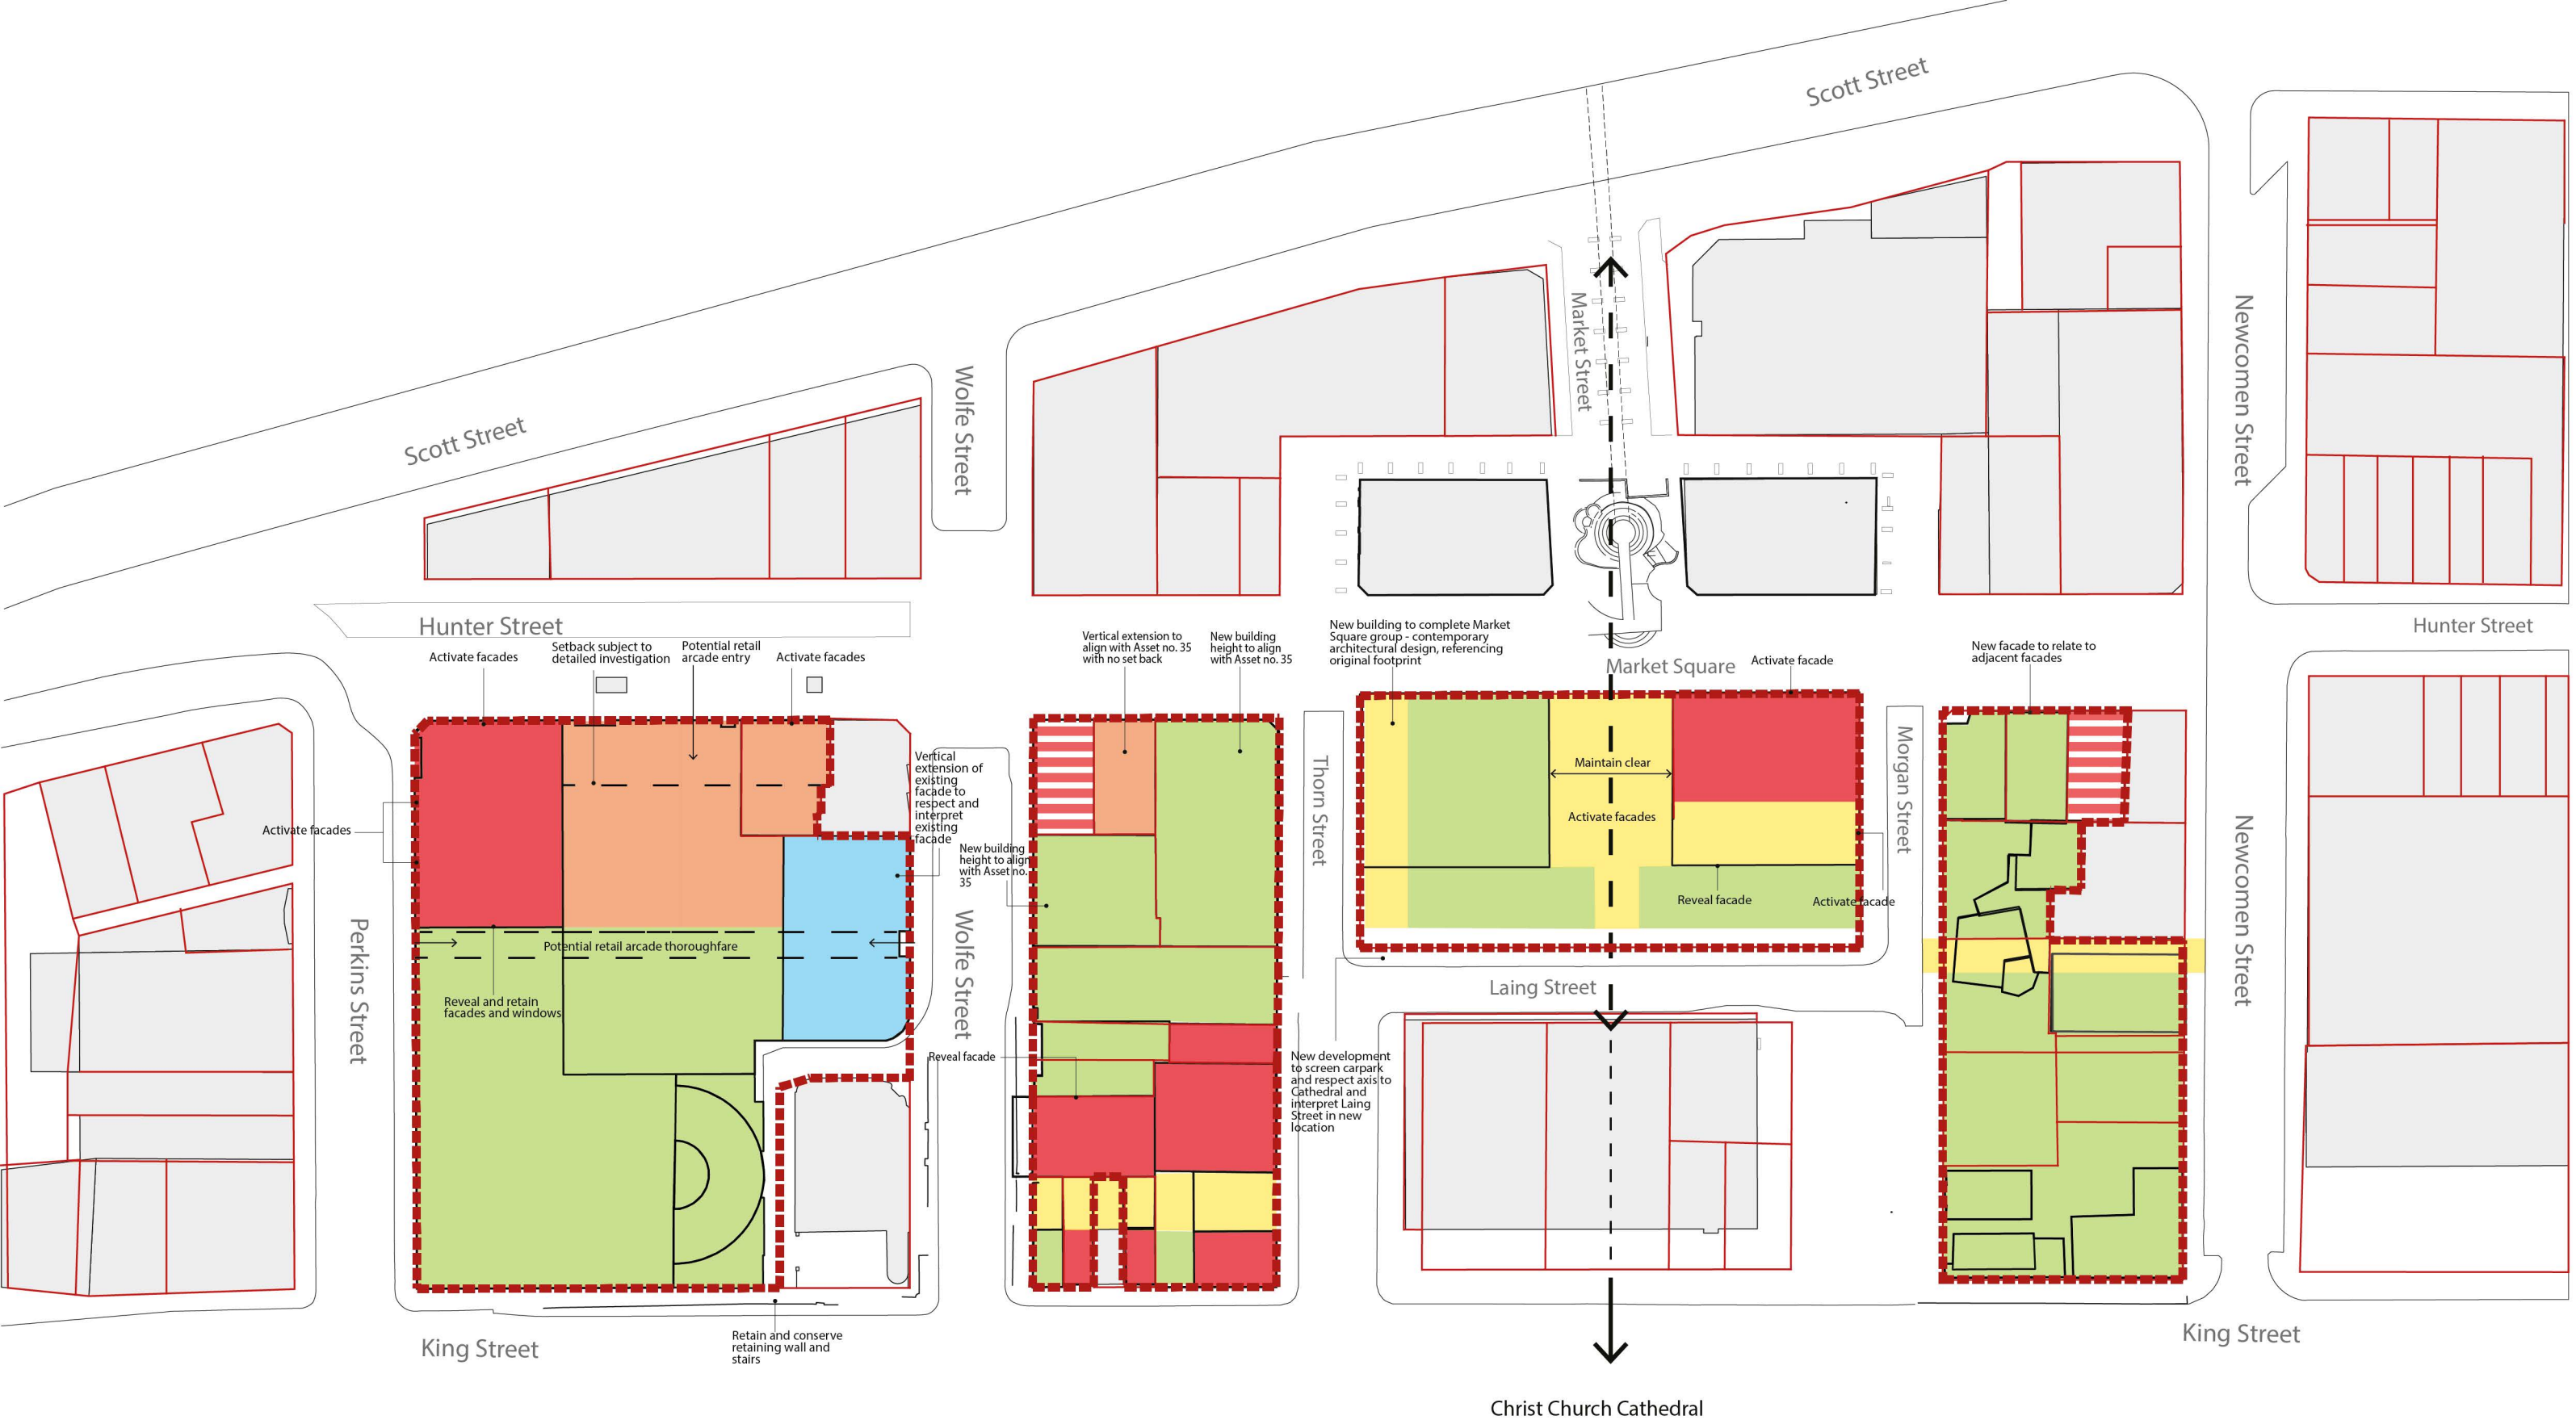 Scott Street
Scott Street
Wolfe Street
Market Street
Newcomen Street
Hunter Street
Hunter Street
Activate facades
Setback subject to
detailed investigation
Potential retail
arcade entry
Activate facades
Vertical extension to
align with Asset no. 35
with no set back
New building
height to align
with Asset no. 35
New building to complete Market
Square group - contemporary
architectural design, referencing
original footprint
Market Square
Activate facade
New facade to relate to
adjacent facades
Activate facades
Vertical
extension of
existing
facade to
respect and
interpret
existing
facade
New building
height to align
with Asset no.
35
Thorn Street
Maintain clear
Activate facades
Reveal facade
Activate facade
Morgan Street
Newcomen Street
Perkins Street
Potential retail arcade thoroughfare
Reveal and retain
facades and windows
Wolfe Street
Reveal facade
Laing Street
New development
to screen carpark
and respect axis to
Cathedral and
interpret Laing
Street in new
location
King Street
Retain and conserve
retaining wall and
stairs
King Street
Christ Church Cathedral